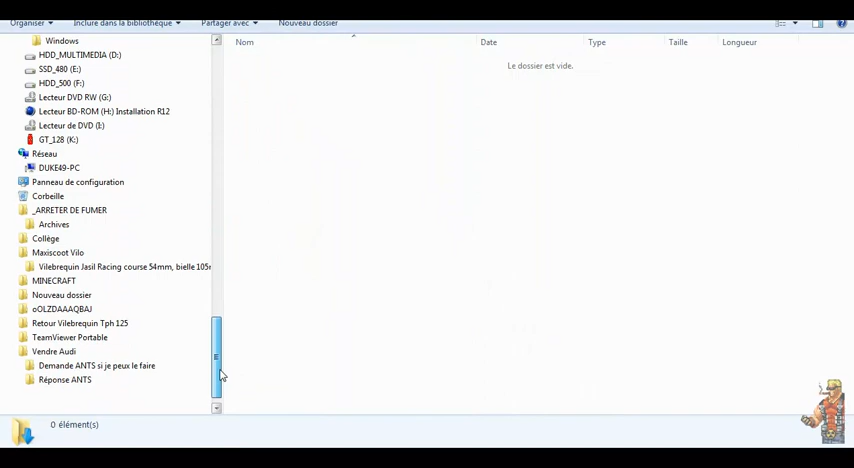 Organiser Inclure dans la bibliothèque Partager avec Nouveau dossier
Nom Date Type Taille Longueur
Le dossier est vide.
Windows
HDD_MULTIMEDIA (D:)
SSD_480 (E:)
HDD_500 (F:)
Lecteur DVD RW (G:)
Lecteur BD-ROM (H:) Installation R12
Lecteur de DVD (I:)
GT_128 (K:)
Réseau
DUKE49-PC
Panneau de configuration
Corbeille
_ARRETER DE FUMER
Archives
Collège
Maxiscoot Vilo
Vilebrequin Jasil Racing course 54mm, bielle 105
MINECRAFT
Nouveau dossier
oOLZDAAAQBAJ
Retour Vilebrequin Tph 125
TeamViewer Portable
Vendre Audi
Demande ANTS si je peux le faire
Réponse ANTS
0 élément(s)